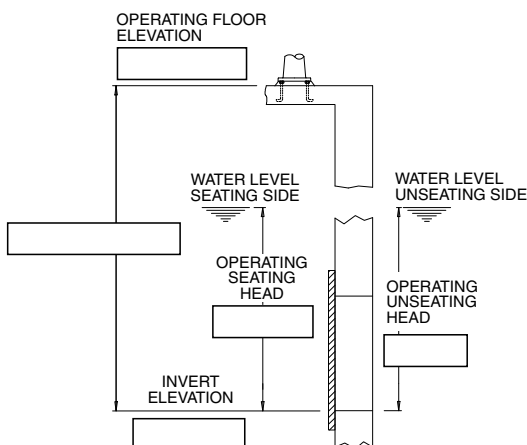 OPERATING FLOOR
ELEVATION
WATER LEVEL
SEATING SIDE
WATER LEVEL
UNSEATING SIDE
OPERATING
SEATING
HEAD
OPERATING
UNSEATING
HEAD
INVERT
ELEVATION